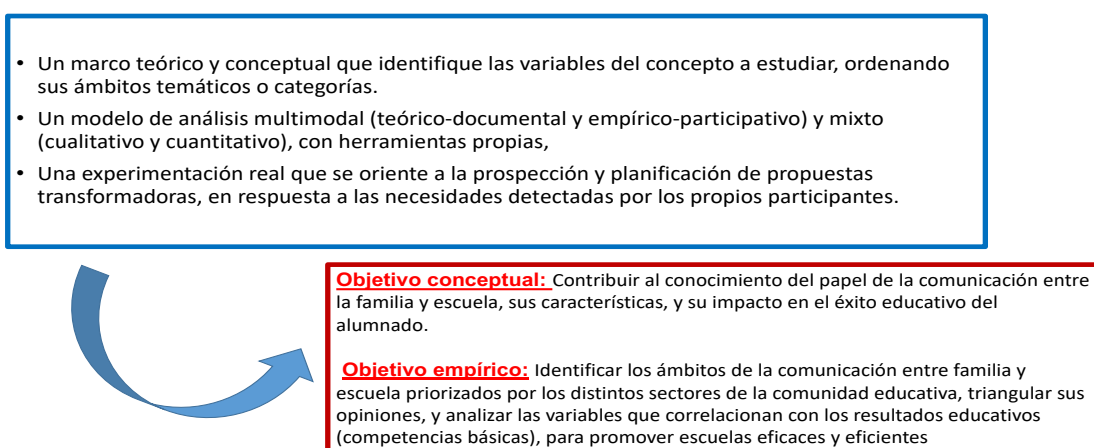 • Un marco teórico y conceptual que identifique las variables del concepto a estudiar, ordenando
sus ámbitos temáticos o categorías.
• Un modelo de análisis multimodal (teórico-documental y empírico-participativo) y mixto
(cualitativo y cuantitativo), con herramientas propias,
• Una experimentación real que se oriente a la prospección y planificación de propuestas
transformadoras, en respuesta a las necesidades detectadas por los propios participantes.
Objetivo conceptual: Contribuir al conocimiento del papel de la comunicación entre
la familia y escuela, sus características, y su impacto en el éxito educativo del
alumnado.
Objetivo empírico: Identificar los ámbitos de la comunicación entre familia y
escuela priorizados por los distintos sectores de la comunidad educativa, triangular sus
opiniones, y analizar las variables que correlacionan con los resultados educativos
(competencias básicas), para promover escuelas eficaces y eficientes